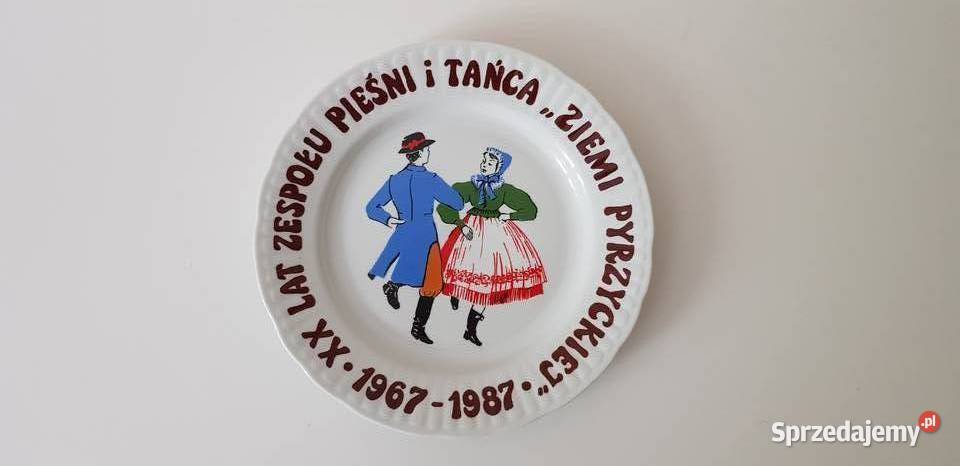 XX LAT ZESPOŁU PIEŚNI i TAŃCA „ZIEMI PYRZYCKIEJ” · 1967-1987 ·
Sprzedajemy.pl